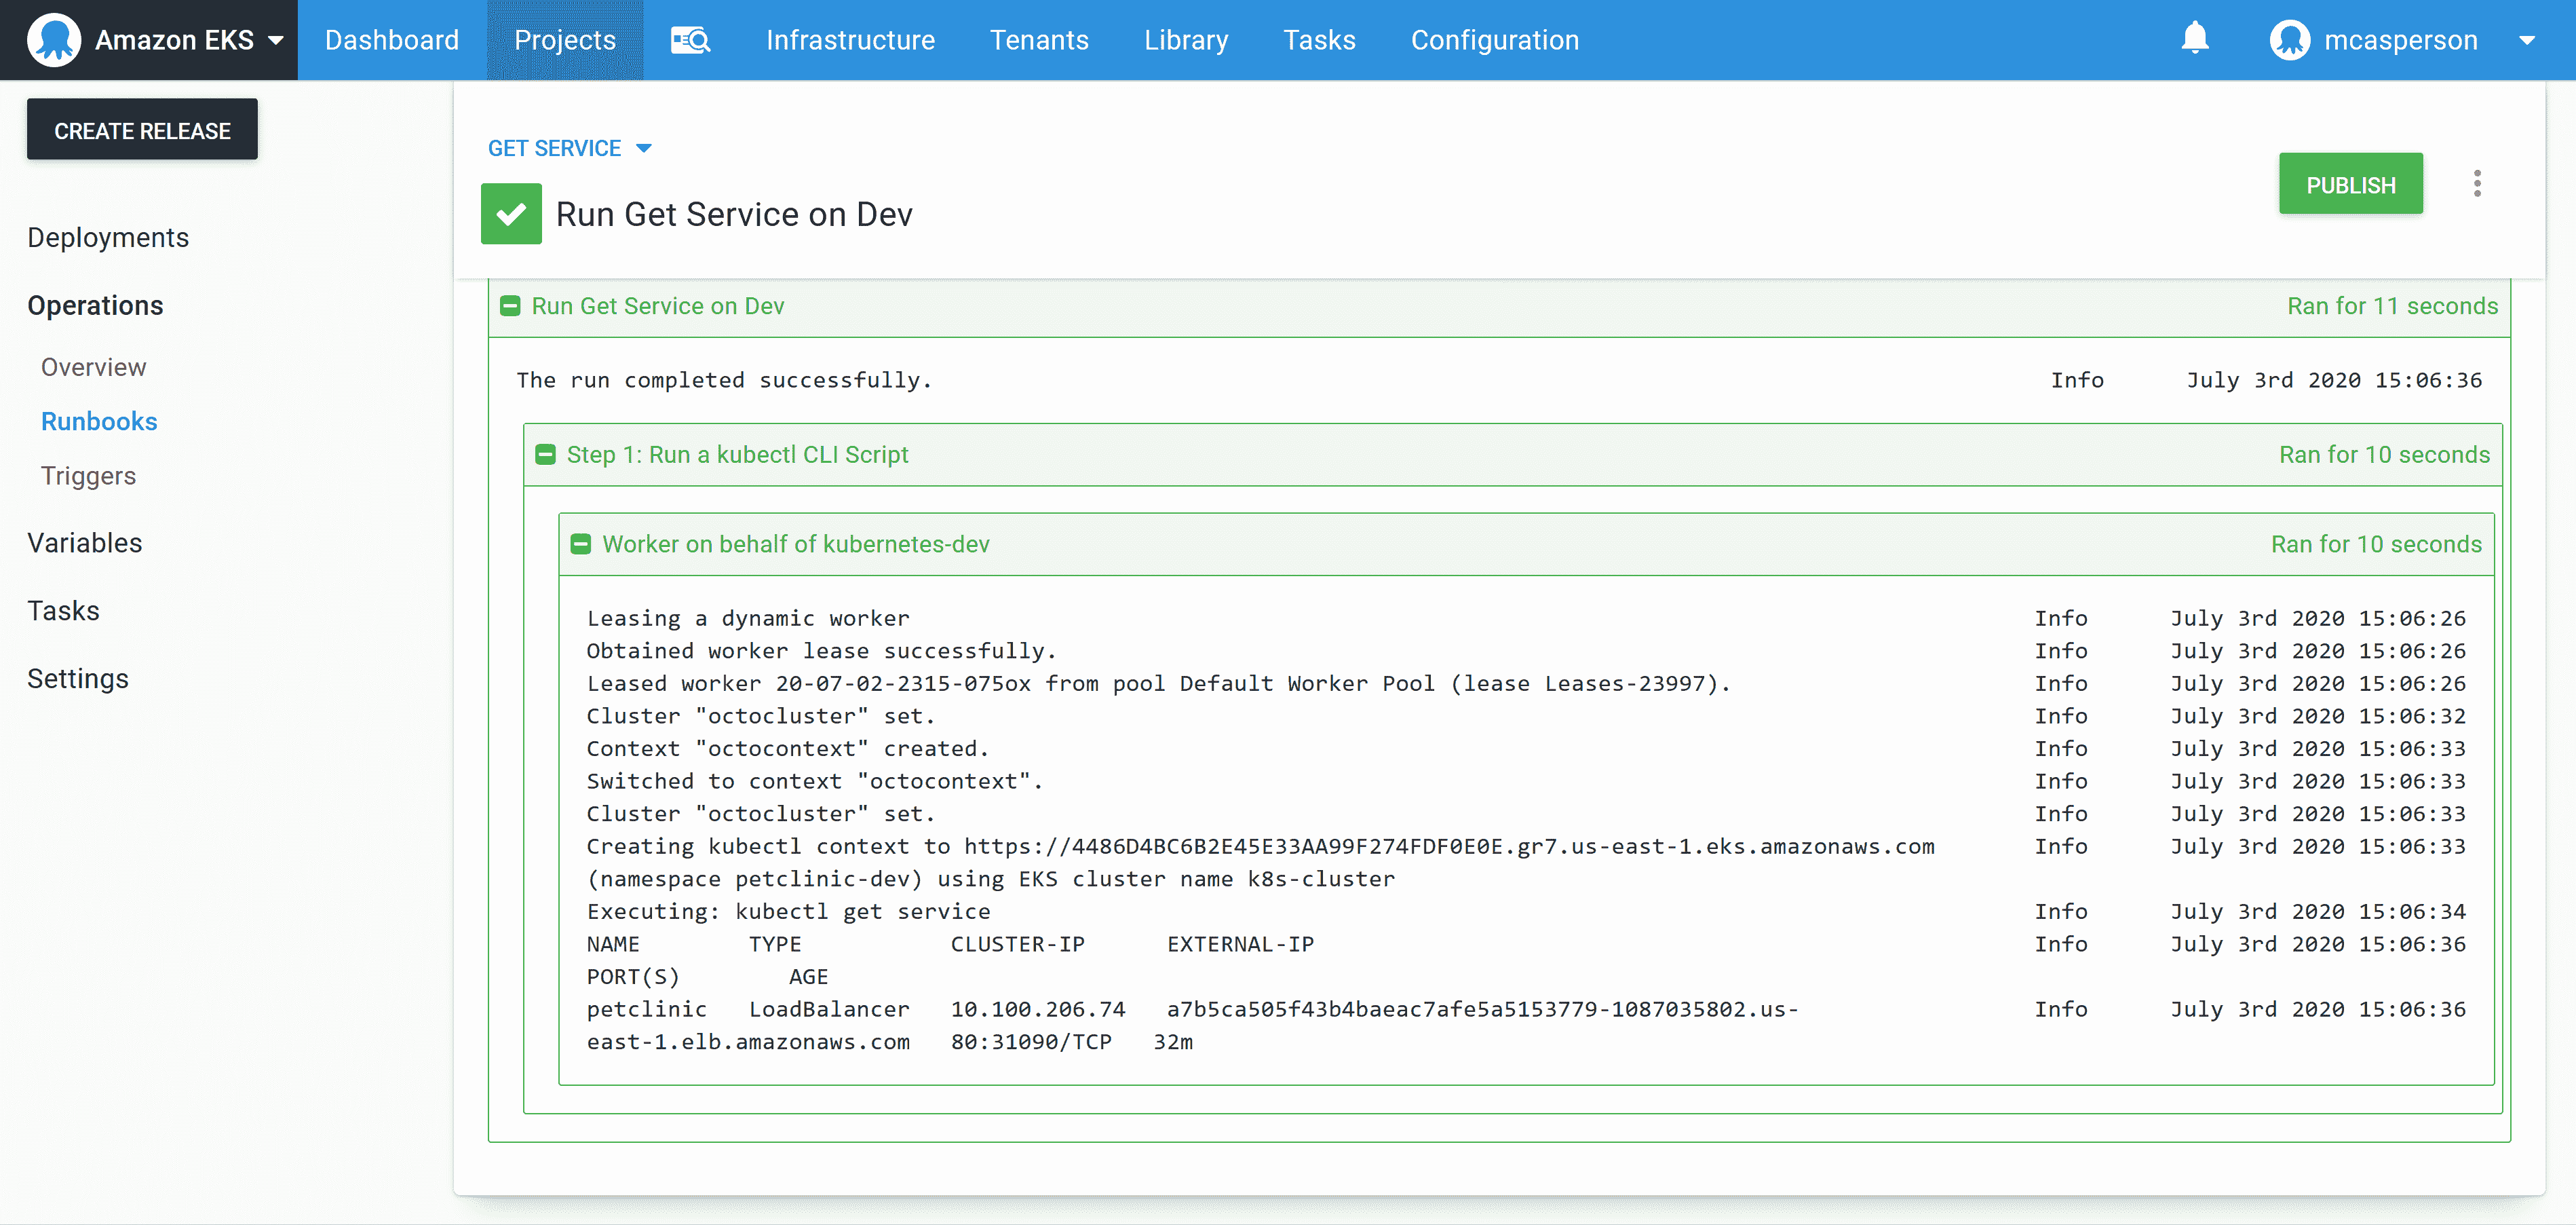 Amazon EKS Dashboard Projects Infrastructure Tenants Library Tasks Configuration mcasperson
CREATE RELEASE
Deployments
Operations
Overview
Runbooks
Triggers
Variables
Tasks
Settings
GET SERVICE
Run Get Service on Dev
PUBLISH
Run Get Service on Dev Ran for 11 seconds
The run completed successfully. Info July 3rd 2020 15:06:36
Step 1: Run a kubectl CLI Script Ran for 10 seconds
Worker on behalf of kubernetes-dev Ran for 10 seconds
Leasing a dynamic worker Info July 3rd 2020 15:06:26
Obtained worker lease successfully. Info July 3rd 2020 15:06:26
Leased worker 20-07-02-2315-075ox from pool Default Worker Pool (lease Leases-23997). Info July 3rd 2020 15:06:26
Cluster "octocluster" set. Info July 3rd 2020 15:06:32
Context "octocontext" created. Info July 3rd 2020 15:06:33
Switched to context "octocontext". Info July 3rd 2020 15:06:33
Cluster "octocluster" set. Info July 3rd 2020 15:06:33
Creating kubectl context to https://4486D4BC6B2E45E33AA99F274FDF0E0E.gr7.us-east-1.eks.amazonaws.com Info July 3rd 2020 15:06:33
(namespace petclinic-dev) using EKS cluster name k8s-cluster
Executing: kubectl get service Info July 3rd 2020 15:06:34
NAME TYPE CLUSTER-IP EXTERNAL-IP Info July 3rd 2020 15:06:36
PORT(S) AGE
petclinic LoadBalancer 10.100.206.74 a7b5ca505f43b4baeac7afe5a5153779-1087035802.us- Info July 3rd 2020 15:06:36
east-1.elb.amazonaws.com 80:31090/TCP 32m